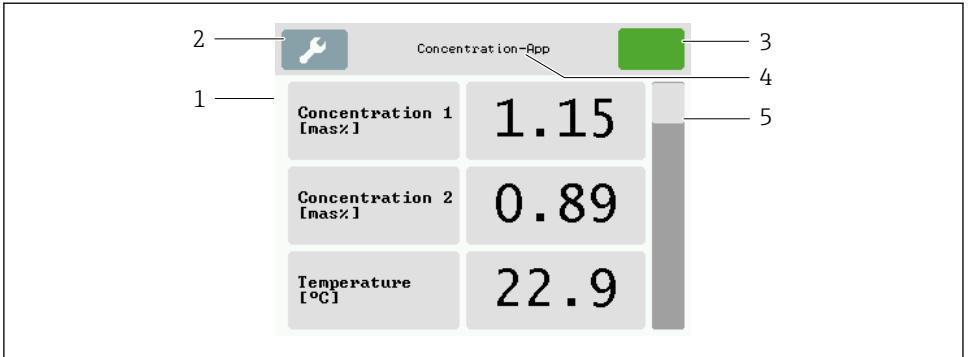 2
Concentration-App
3
4
1
Concentration 1
[mas%]
1.15
5
Concentration 2
[mas%]
0.89
Temperature
[°C]
22.9